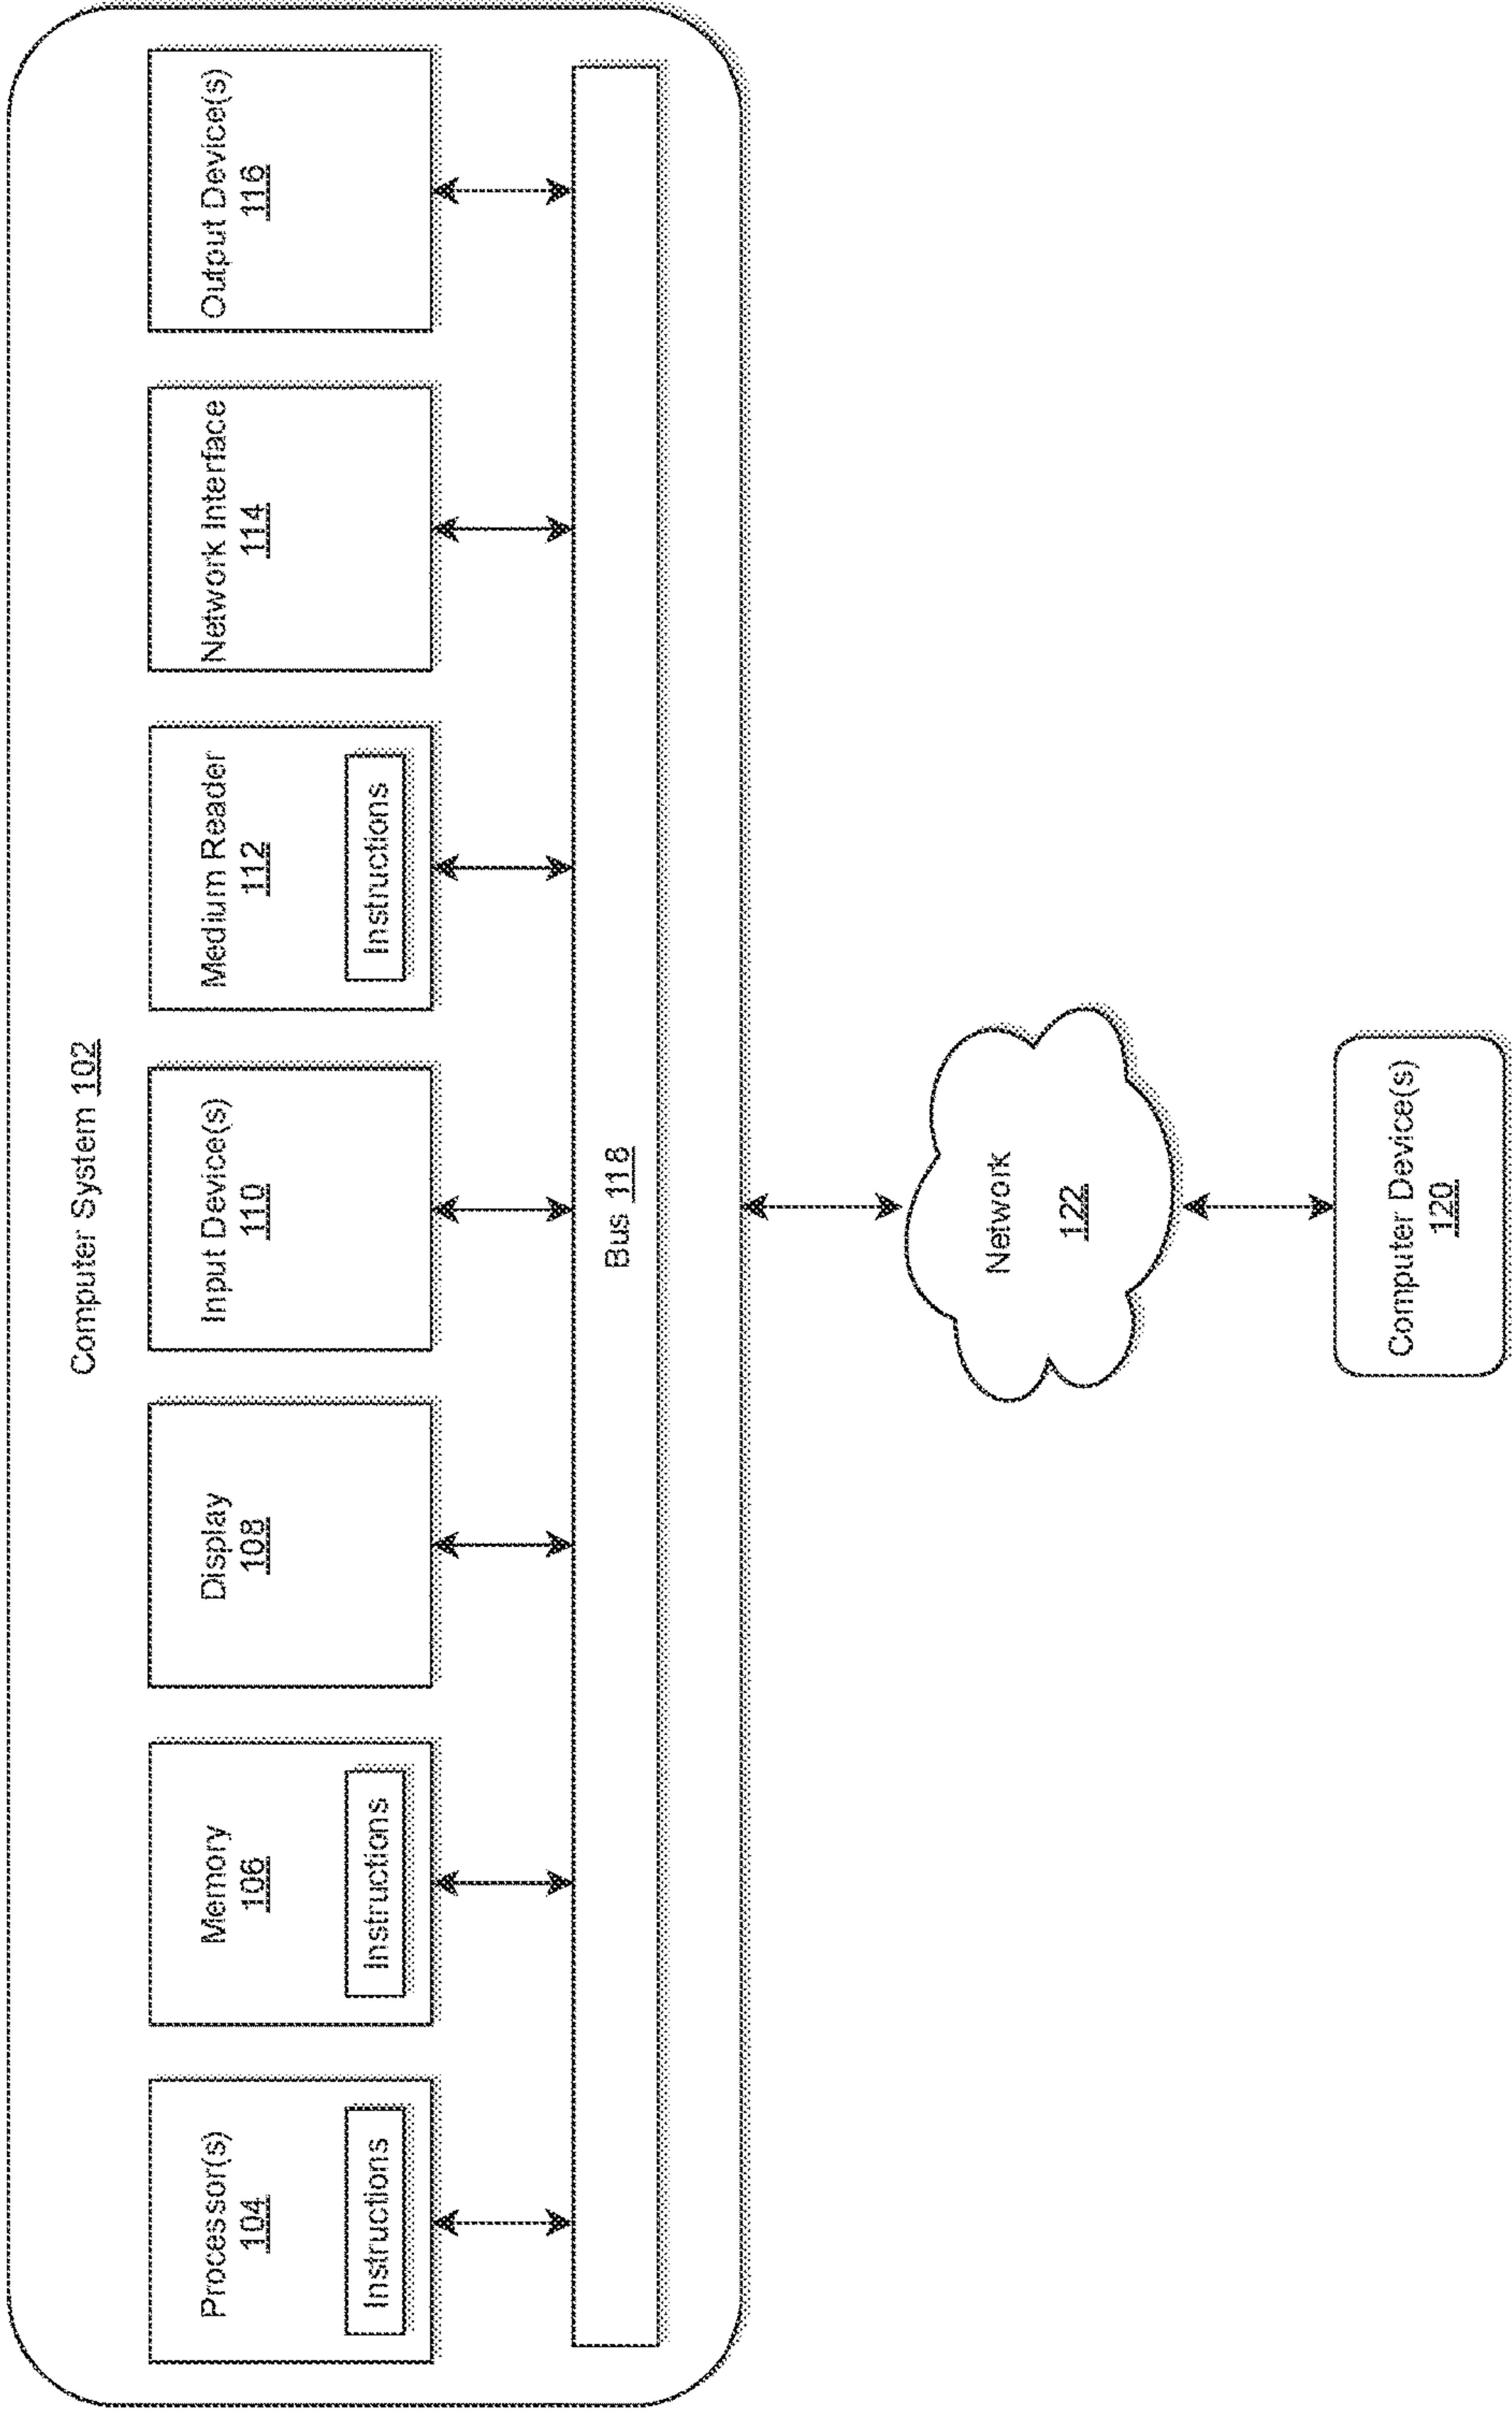 Computer System 102
Processor(s)
104
Instructions
Memory
106
Instructions
Display
108
Input Device(s)
110
Medium Reader
112
Instructions
Network Interface
114
Output Device(s)
116
Bus 118
Network
122
Computer Device(s)
120